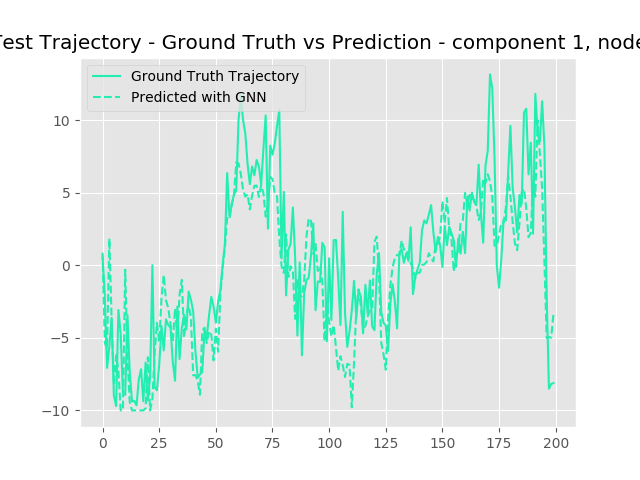 Test Trajectory - Ground Truth vs Prediction - component 1, node
Ground Truth Trajectory
Predicted with GNN
10
5
0
−5
−10
0 25 50 75 100 125 150 175 200